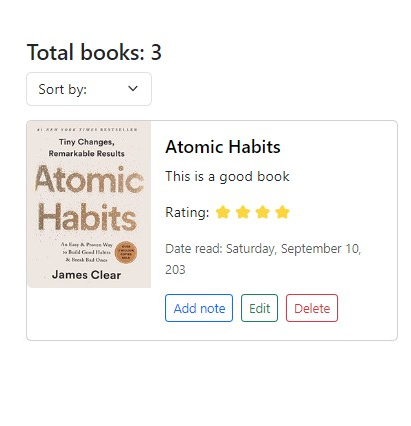 Total books: 3
Sort by:
#1 NEW YORK TIMES BESTSELLER
Tiny Changes,
Remarkable Results
Atomic
Habits
An Easy & Proven Way
to Build Good Habits
& Break Bad Ones
James Clear
Atomic Habits
This is a good book
Rating:
Date read: Saturday, September 10,
203
Add note
Edit
Delete